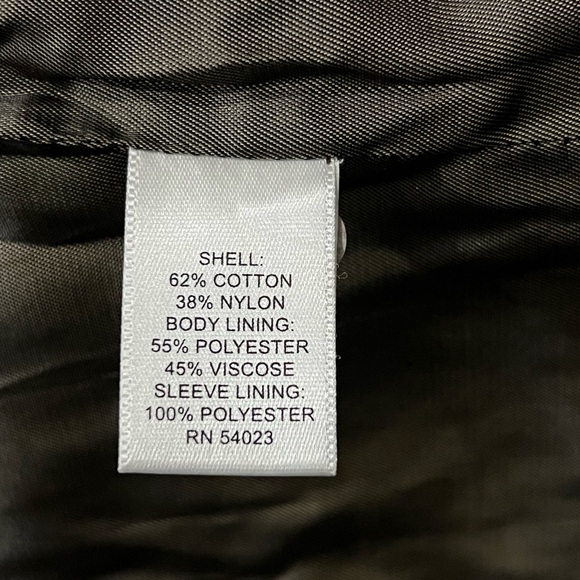 SHELL:
62% COTTON
38% NYLON
BODY LINING:
55% POLYESTER
45% VISCOSE
SLEEVE LINING:
100% POLYESTER
RN 54023